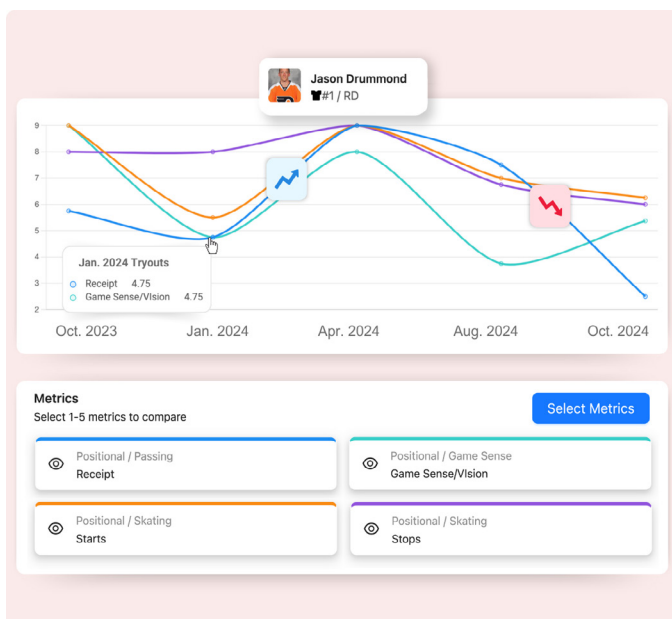 Jason Drummond
#1 / RD
9
8
7
6
5
4
3
2
Jan. 2024 Tryouts
Receipt 4.75
Game Sense/VIsion 4.75
Oct. 2023 Jan. 2024 Apr. 2024 Aug. 2024 Oct. 2024
Metrics
Select 1-5 metrics to compare
Select Metrics
Positional / Passing
Receipt
Positional / Game Sense
Game Sense/VIsion
Positional / Skating
Starts
Positional / Skating
Stops